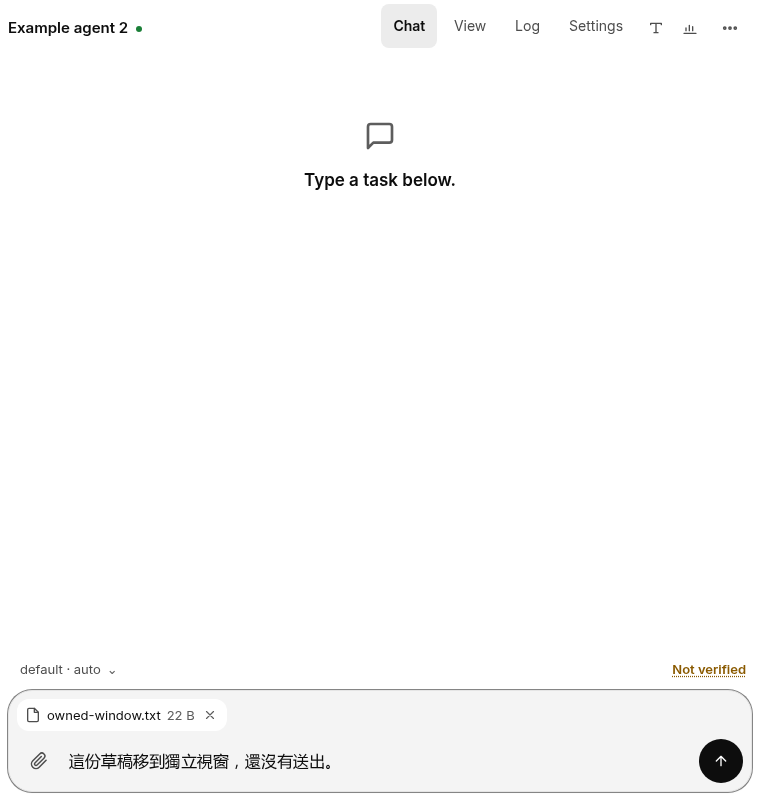 Example agent 2
Chat View Log Settings
Type a task below.
default · auto
Not verified
owned-window.txt 22 B
這份草稿移到獨立視窗，還沒有送出。